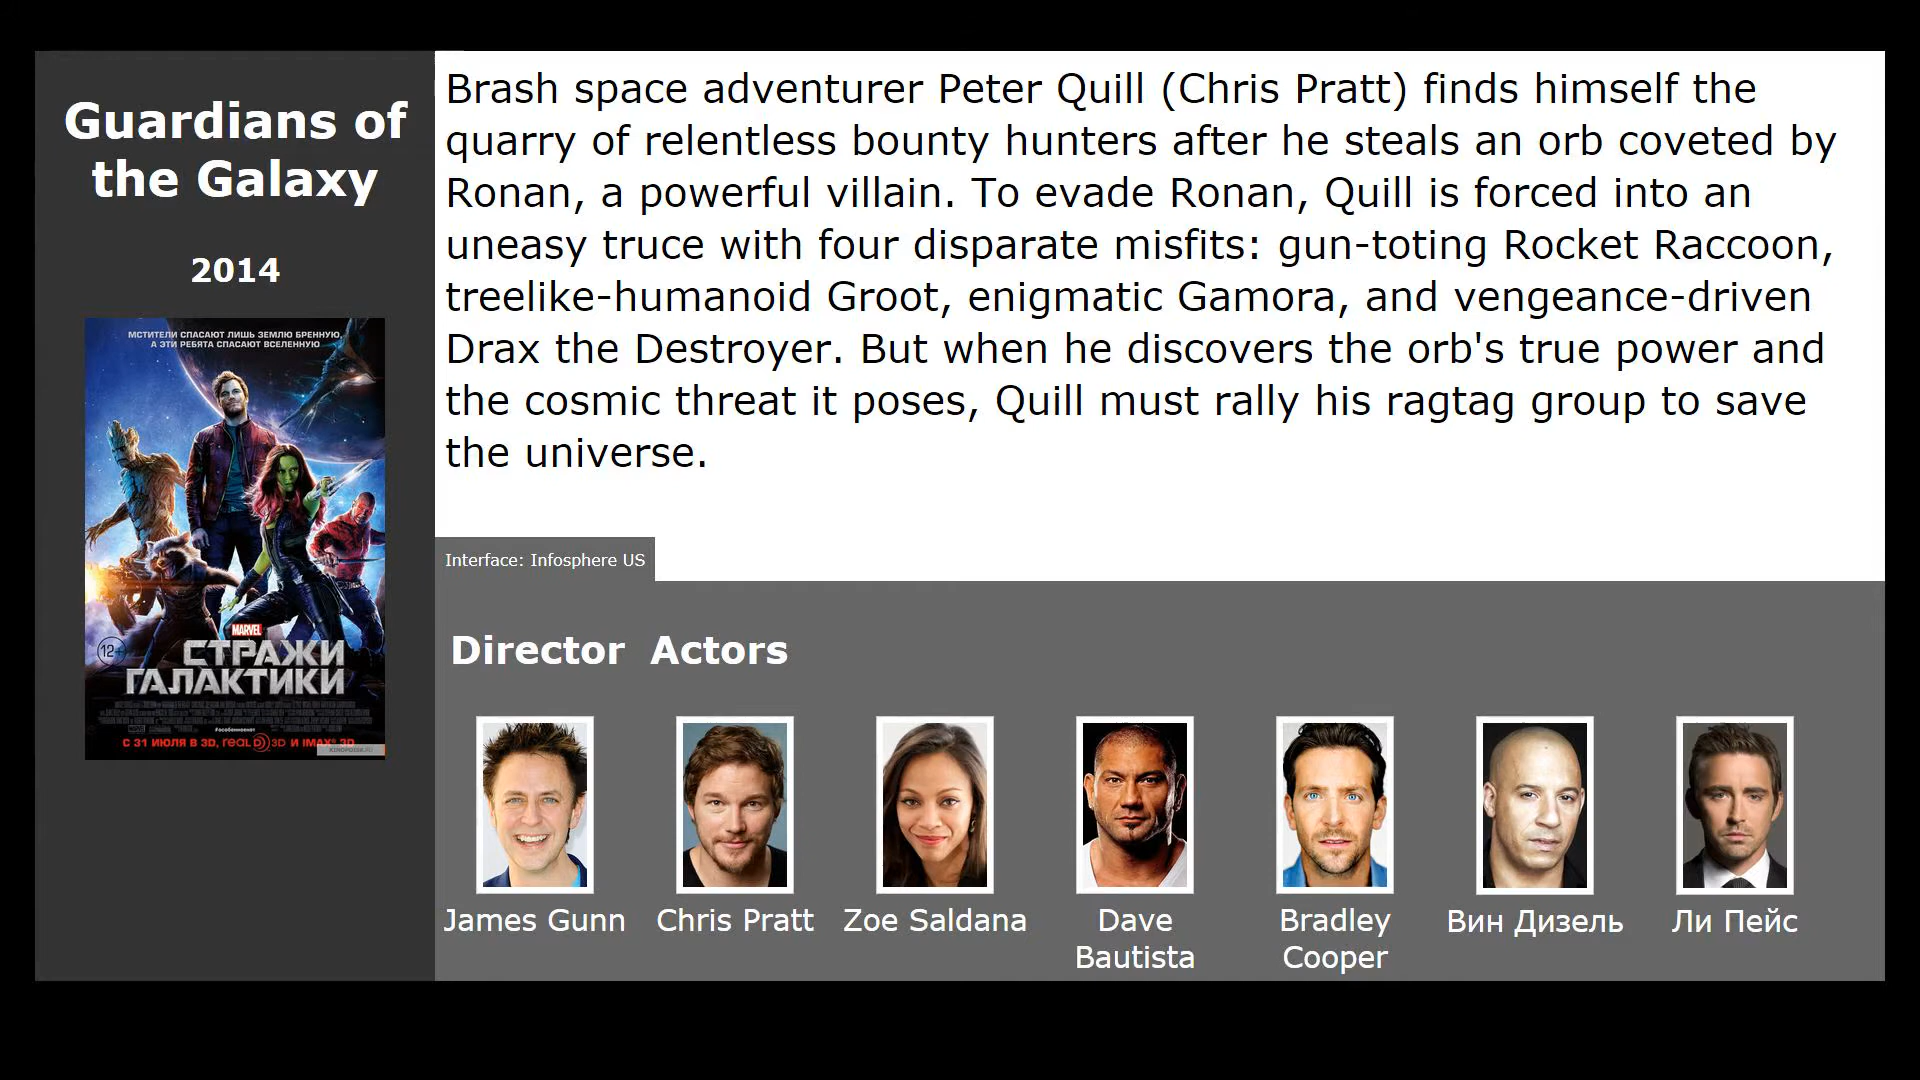 Guardians of
the Galaxy
2014
МСТИТЕЛИ СПАСАЮТ ЛИШЬ ЗЕМЛЮ БРЕННУЮ,
А ЭТИ РЕБЯТА СПАСАЮТ ВСЕЛЕННУЮ
MARVEL
12+
СТРАЖИ
ГАЛАКТИКИ
С 31 ИЮЛЯ В 3D, REAL D 3D И IMAX 3D
KINOPOISK.RU
Brash space adventurer Peter Quill (Chris Pratt) finds himself the
quarry of relentless bounty hunters after he steals an orb coveted by
Ronan, a powerful villain. To evade Ronan, Quill is forced into an
uneasy truce with four disparate misfits: gun-toting Rocket Raccoon,
treelike-humanoid Groot, enigmatic Gamora, and vengeance-driven
Drax the Destroyer. But when he discovers the orb's true power and
the cosmic threat it poses, Quill must rally his ragtag group to save
the universe.
Interface: Infosphere US
Director Actors
James Gunn
Chris Pratt
Zoe Saldana
Dave
Bautista
Bradley
Cooper
Вин Дизель
Ли Пейс